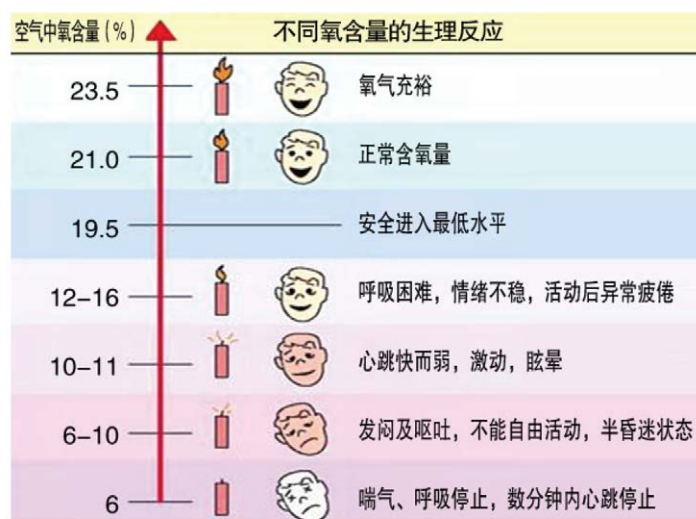 空气中氧含量(%) 不同氧含量的生理反应
23.5 氧气充裕
21.0 正常含氧量
19.5 安全进入最低水平
12-16 呼吸困难，情绪不稳，活动后异常疲倦
10-11 心跳快而弱，激动，眩晕
6-10 发闷及呕吐，不能自由活动，半昏迷状态
6 喘气、呼吸停止，数分钟内心跳停止